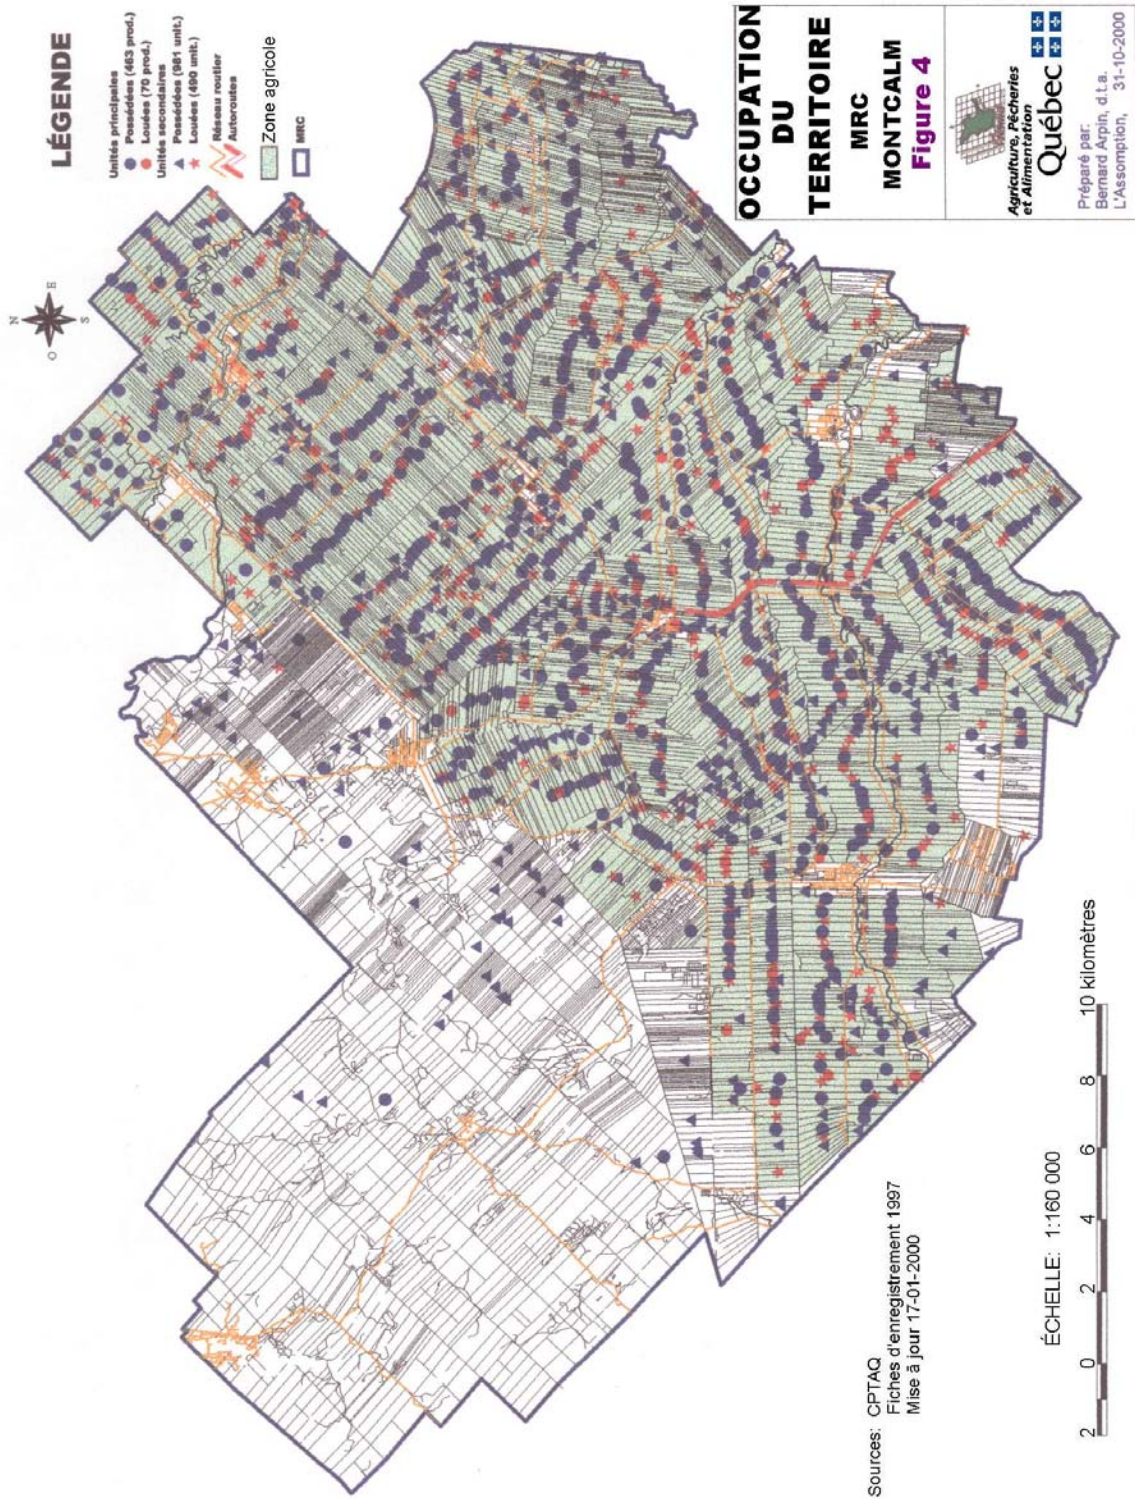 LÉGENDE
Unités principales
Possédées (463 prod.)
Louées (70 prod.)
Unités secondaires
Possédées (981 unit.)
Louées (490 unit.)
Réseau routier
Autoroutes
Zone agricole
MRC
N
O
E
S
OCCUPATION
DU
TERRITOIRE
MRC
MONTCALM
Figure 4
Agriculture, Pêcheries
et Alimentation
Québec
Préparé par:
Bernard Arpin, d.t.a.
L'Assomption, 31-10-2000
Sources: CPTAQ
Fiches d'enregistrement 1997
Mise à jour 17-01-2000
ÉCHELLE: 1:160 000
2 0 2 4 6 8 10 kilomètres